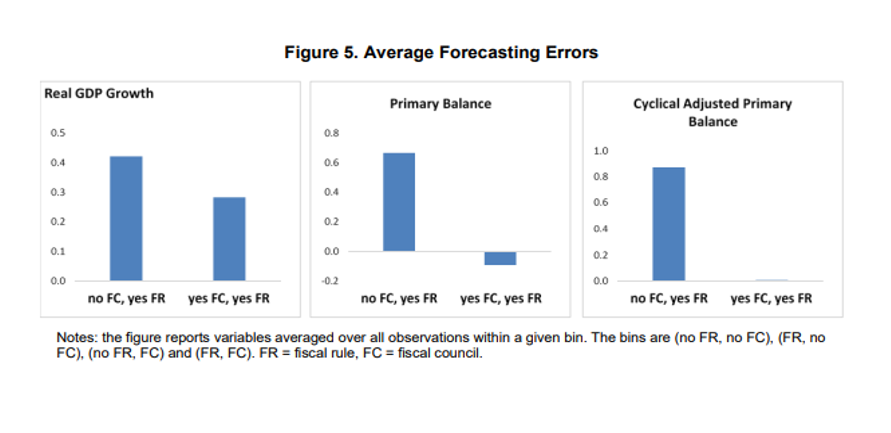 Figure 5. Average Forecasting Errors
Real GDP Growth
0.5
0.4
0.3
0.2
0.1
0.0
no FC, yes FR
yes FC, yes FR
Primary Balance
0.8
0.6
0.4
0.2
0.0
-0.2
no FC, yes FR
yes FC, yes FR
Cyclical Adjusted Primary
Balance
1.0
0.8
0.6
0.4
0.2
0.0
no FC, yes FR
yes FC, yes FR
Notes: the figure reports variables averaged over all observations within a given bin. The bins are (no FR, no FC), (FR, no
FC), (no FR, FC) and (FR, FC). FR = fiscal rule, FC = fiscal council.